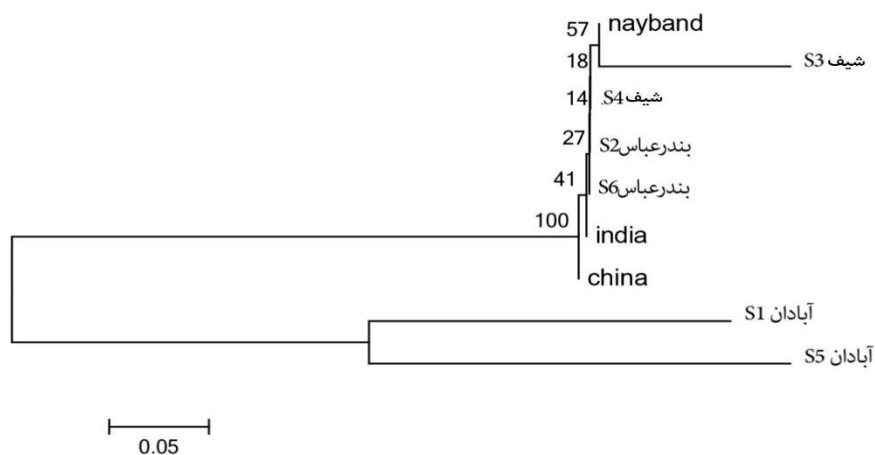 57
nayband
18
S3 شیف
14
S4 شیف
27
S2 بندرعباس
41
S6 بندرعباس
100
india
china
S1 آبادان
S5 آبادان
0.05